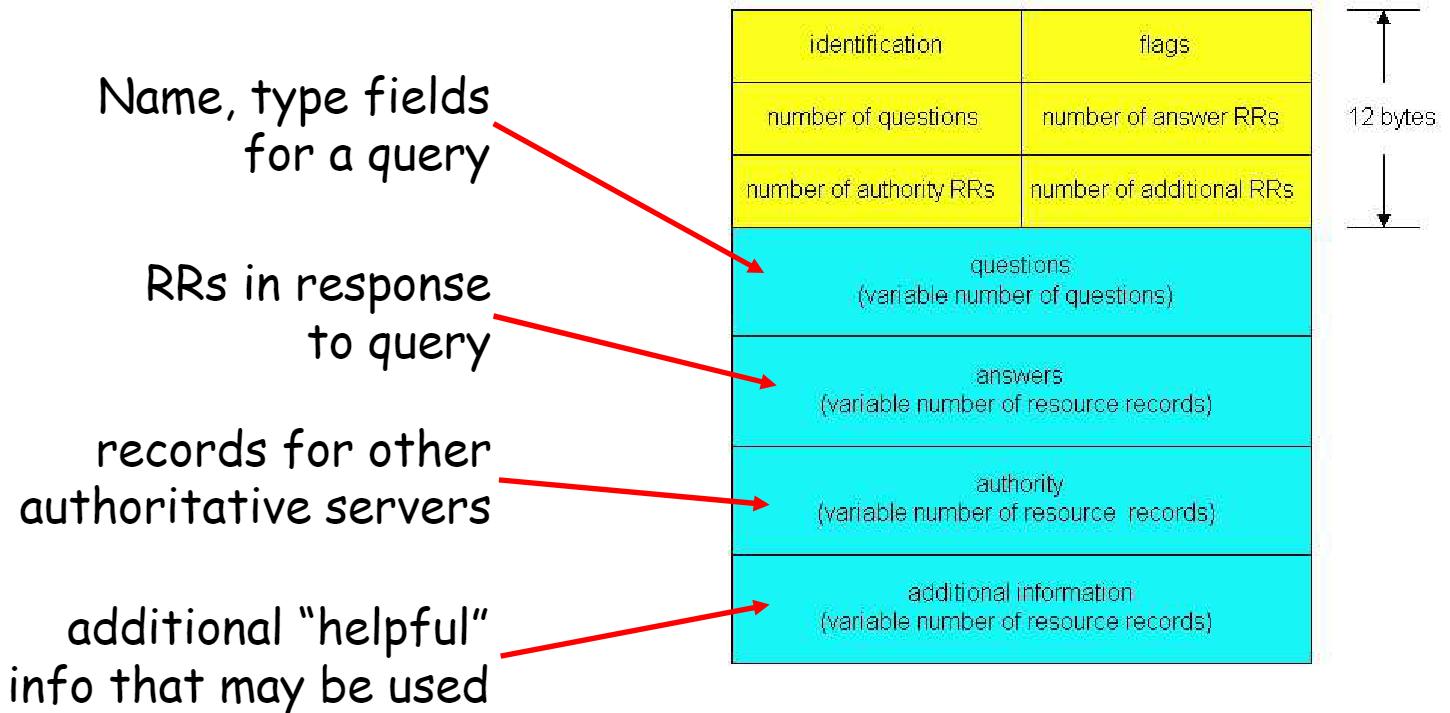 Name, type fields
for a query
RRs in response
to query
records for other
authoritative servers
additional “helpful”
info that may be used
identification
flags
number of questions
number of answer RRs
number of authority RRs
number of additional RRs
12 bytes
questions
(variable number of questions)
answers
(variable number of resource records)
authority
(variable number of resource records)
additional information
(variable number of resource records)